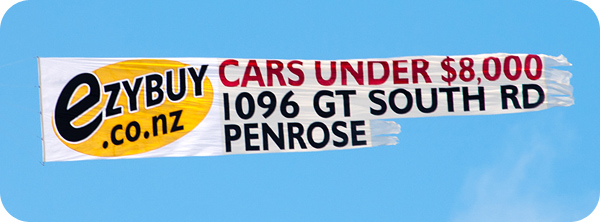 eZYBUY
.co.nz
CARS UNDER $8,000
1096 GT SOUTH RD
PENROSE